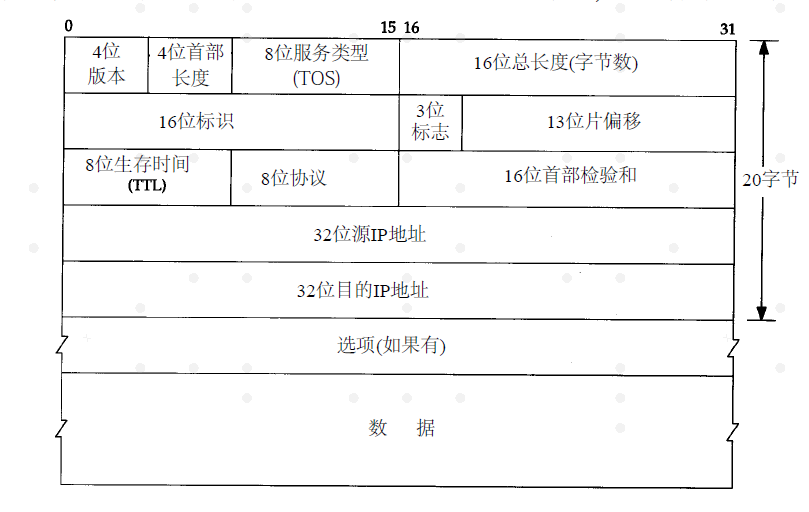 0 15 16 31
4位
版本
4位首部
长度
8位服务类型
(TOS)
16位总长度(字节数)
16位标识
3位
标志
13位片偏移
8位生存时间
(TTL)
8位协议
16位首部检验和
20字节
32位源IP地址
32位目的IP地址
选项(如果有)
数 据